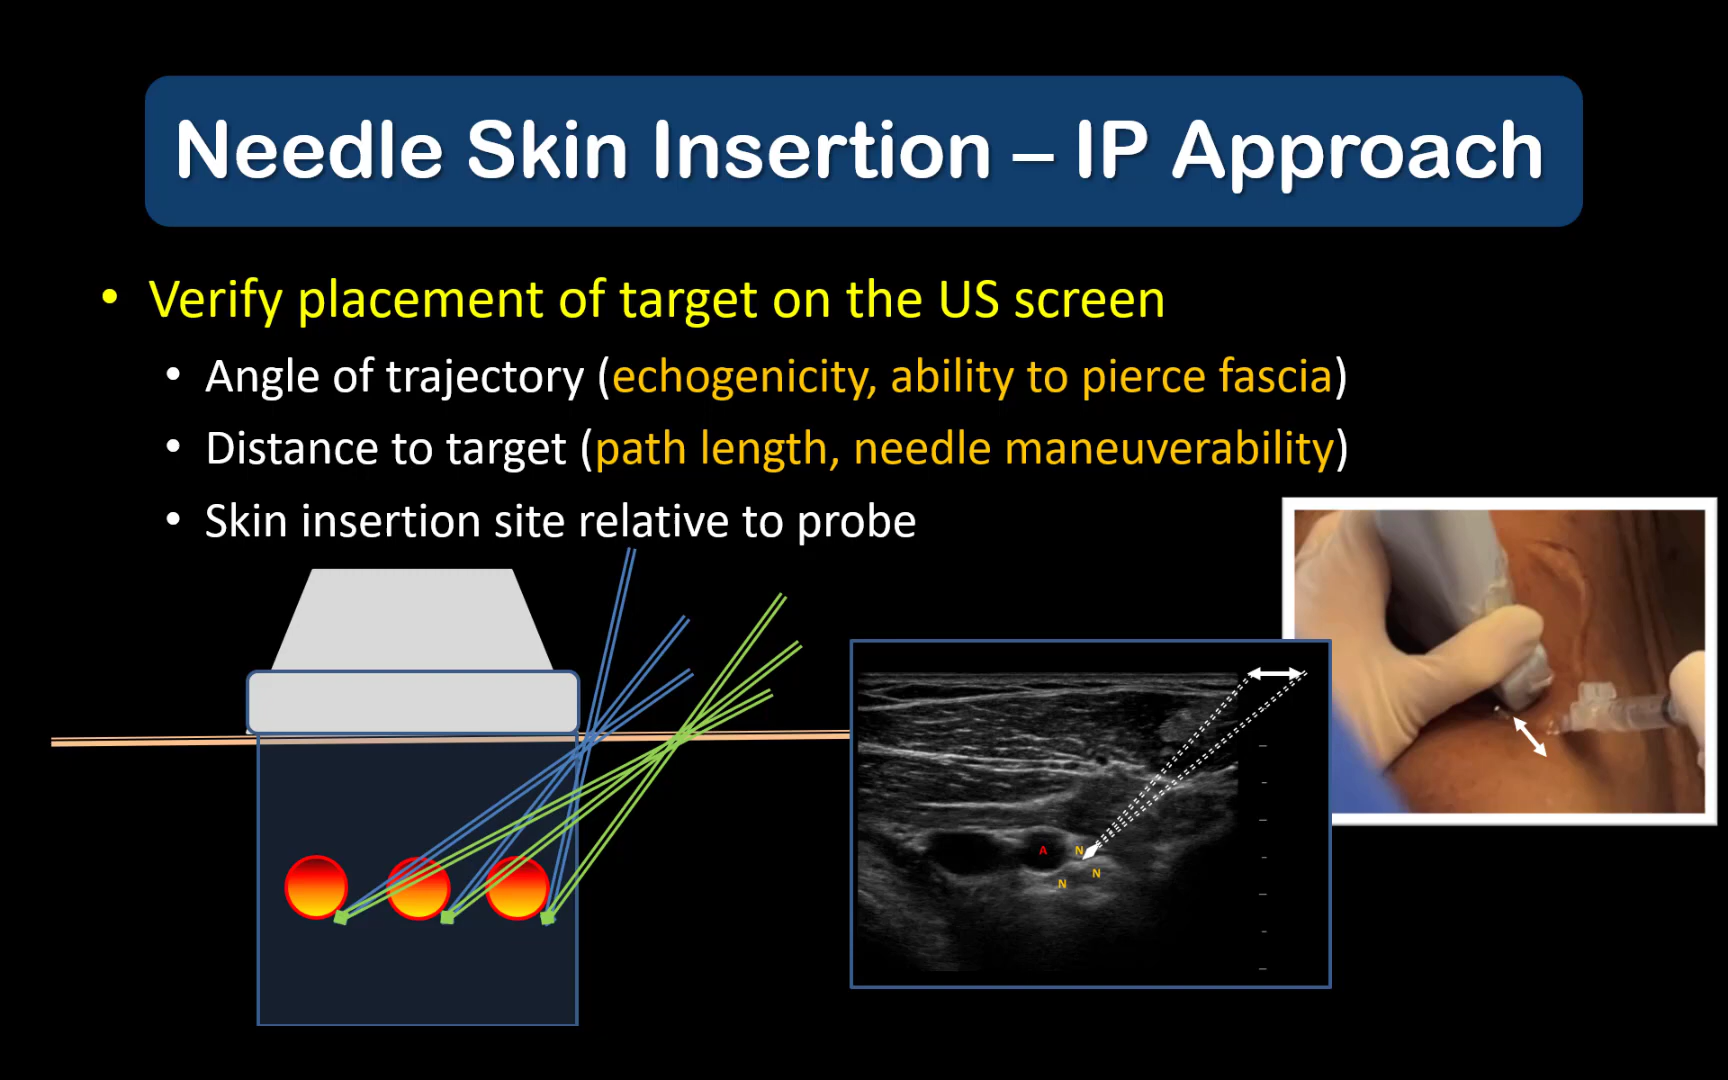 Needle Skin Insertion – IP Approach
• Verify placement of target on the US screen
• Angle of trajectory (echogenicity, ability to pierce fascia)
• Distance to target (path length, needle maneuverability)
• Skin insertion site relative to probe
A N
N
N